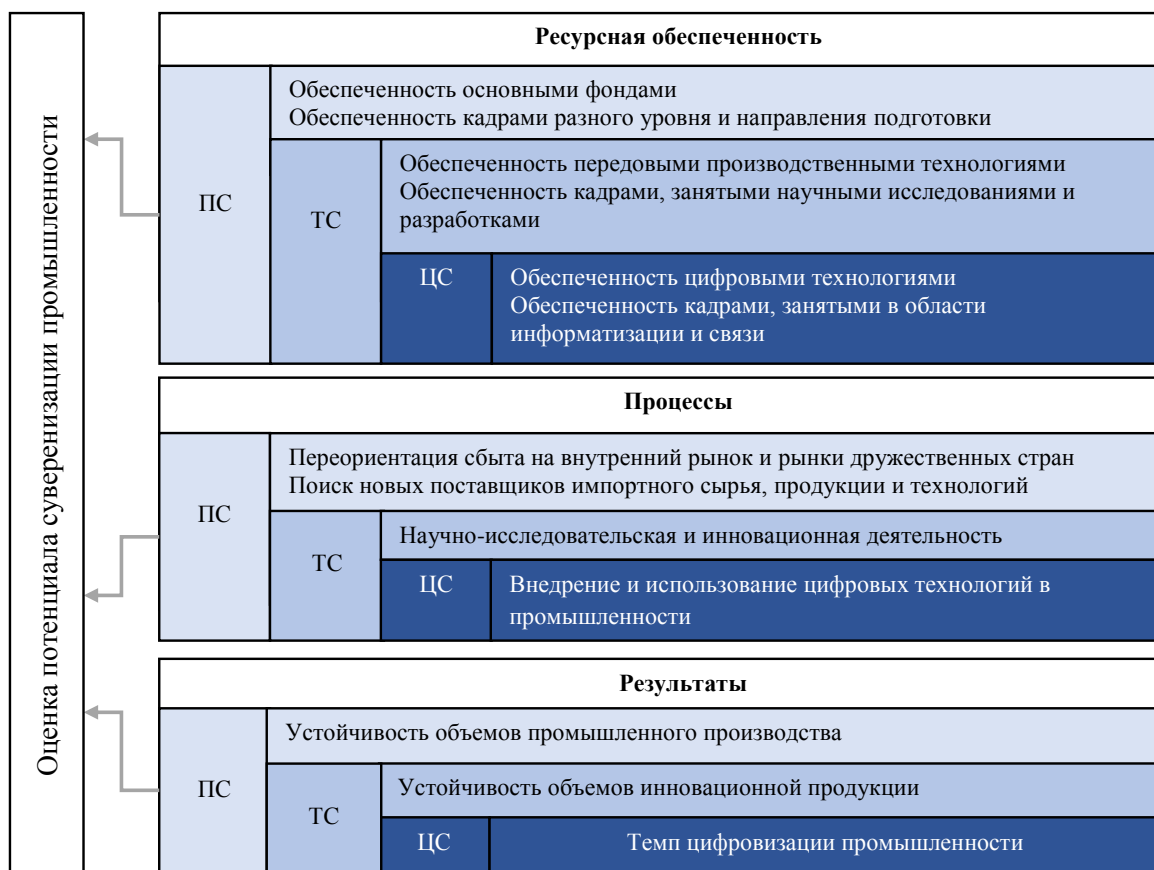 Оценка потенциала суверенизации промышленности
Ресурсная обеспеченность
ПС
Обеспеченность основными фондами
Обеспеченность кадрами разного уровня и направления подготовки
ТС
Обеспеченность передовыми производственными технологиями
Обеспеченность кадрами, занятыми научными исследованиями и
разработками
ЦС
Обеспеченность цифровыми технологиями
Обеспеченность кадрами, занятыми в области
информатизации и связи
Процессы
ПС
Переориентация сбыта на внутренний рынок и рынки дружественных стран
Поиск новых поставщиков импортного сырья, продукции и технологий
ТС
Научно-исследовательская и инновационная деятельность
ЦС
Внедрение и использование цифровых технологий в
промышленности
Результаты
ПС
Устойчивость объемов промышленного производства
ТС
Устойчивость объемов инновационной продукции
ЦС
Темп цифровизации промышленности